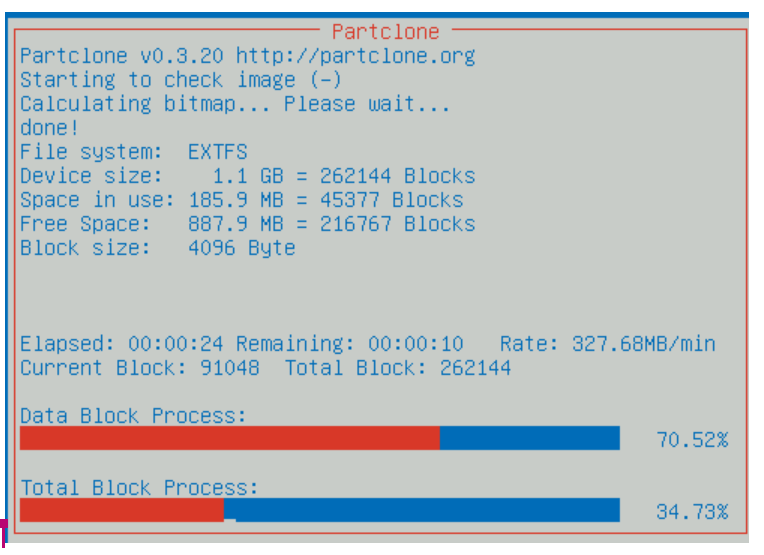 Partclone
Partclone v0.3.20 http://partclone.org
Starting to check image (-)
Calculating bitmap... Please wait...
done!
File system: EXTFS
Device size: 1.1 GB = 262144 Blocks
Space in use: 185.9 MB = 45377 Blocks
Free Space: 887.9 MB = 216767 Blocks
Block size: 4096 Byte
Elapsed: 00:00:24 Remaining: 00:00:10 Rate: 327.68MB/min
Current Block: 91048 Total Block: 262144
Data Block Process:
70.52%
Total Block Process:
34.73%